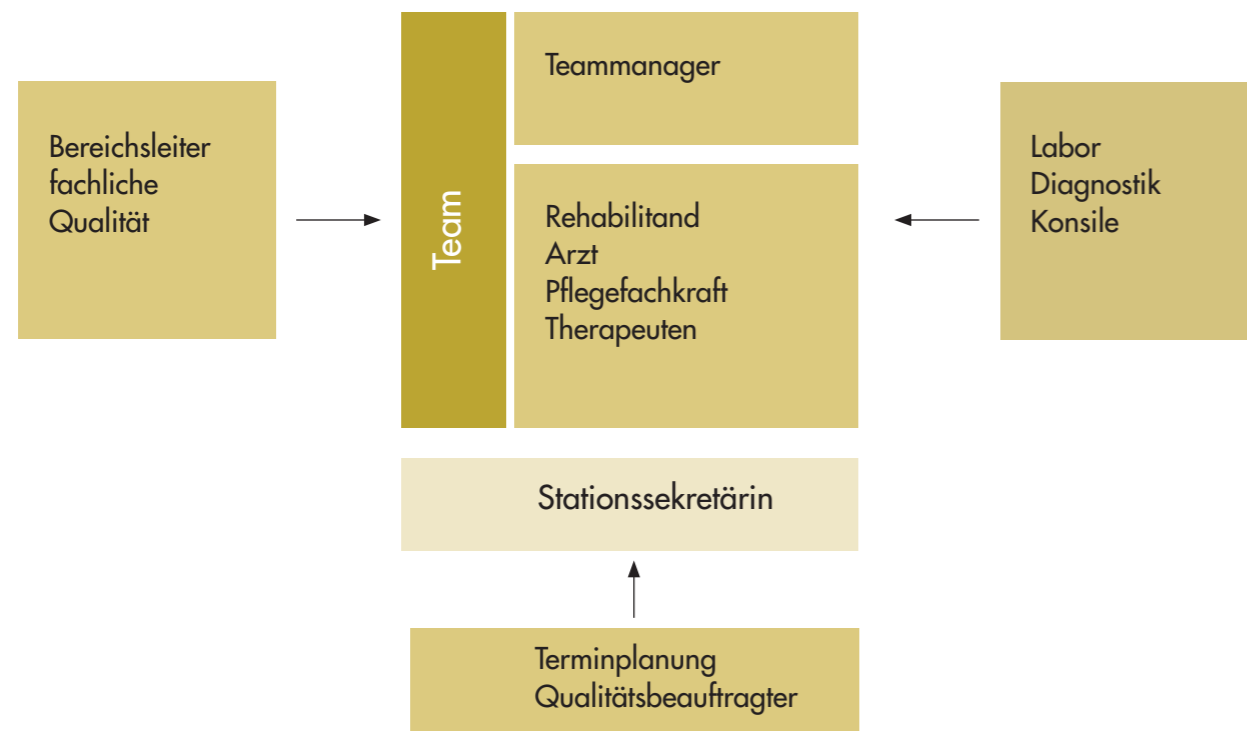 Teammanager
Bereichsleiter
fachliche
Qualität
Team
Rehabilitand
Arzt
Pflegefachkraft
Therapeuten
Labor
Diagnostik
Konsile
Stationssekretärin
Terminplanung
Qualitätsbeauftragter